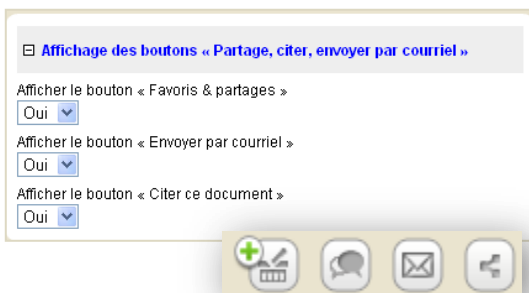 Affichage des boutons « Partage, citer, envoyer par courriel »
Afficher le bouton « Favoris & partages »
Oui
Afficher le bouton « Envoyer par courriel »
Oui
Afficher le bouton « Citer ce document »
Oui